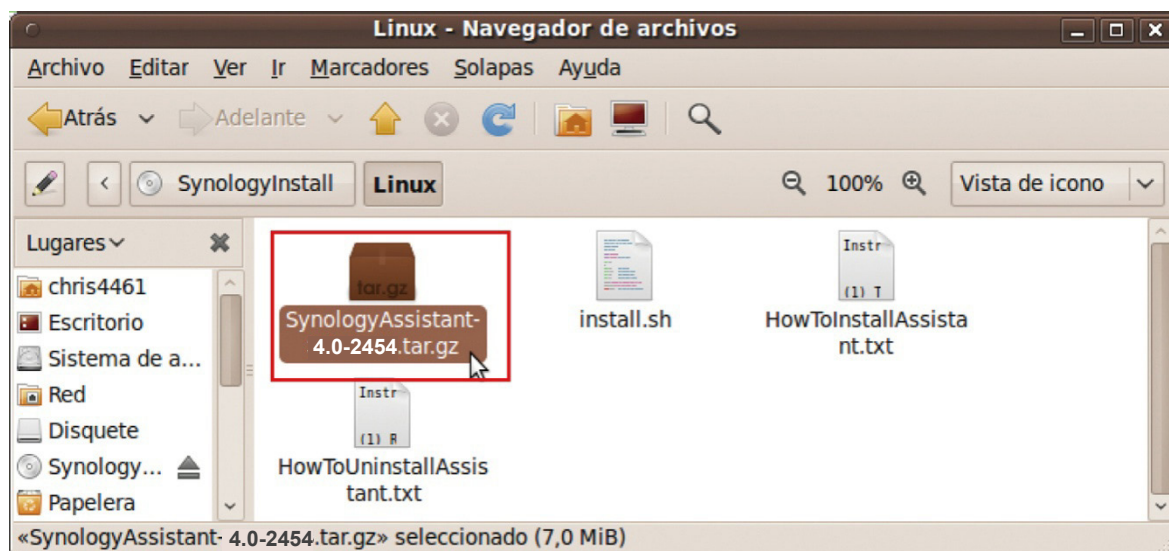 Linux - Navegador de archivos
Archivo Editar Ver Ir Marcadores Solapas Ayuda
Atrás Adelante
SynologyInstall Linux 100% Vista de icono
Lugares
chris4461
Escritorio
Sistema de a...
Red
Disquete
Synology...
Papelera
tar.gz
SynologyAssistant-
4.0-2454.tar.gz
install.sh
Instr
(1) T
HowToInstallAssista
nt.txt
Instr
(1) R
HowToUninstallAssis
tant.txt
«SynologyAssistant- 4.0-2454.tar.gz» seleccionado (7,0 MiB)